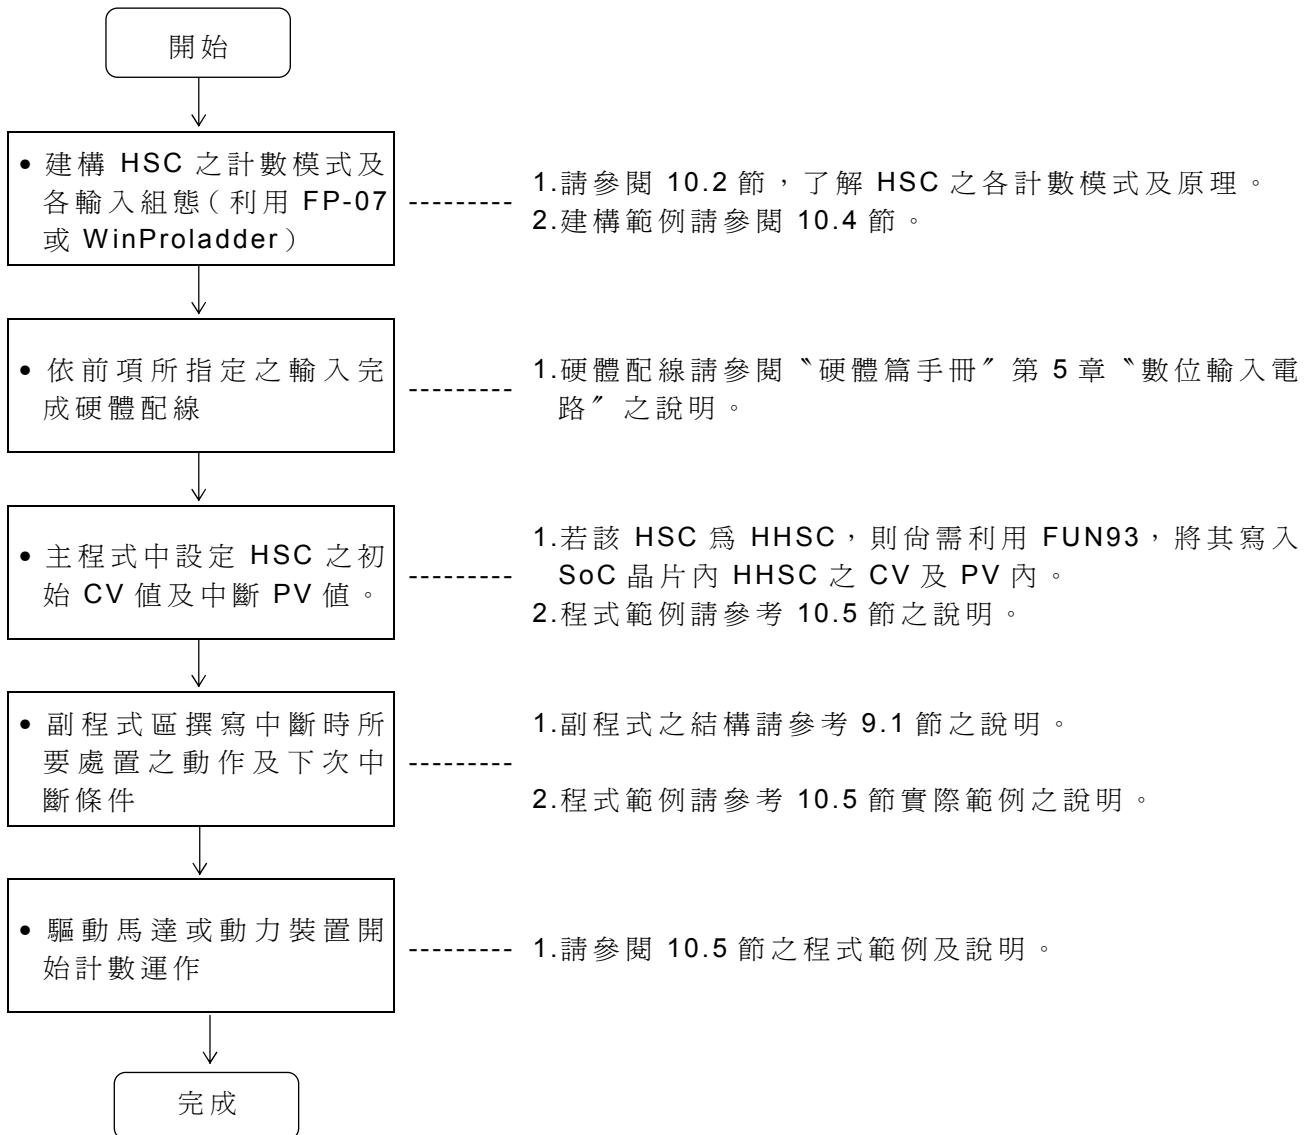 開始
• 建構 HSC 之計數模式及
各輸入組態(利用 FP-07
或 WinProladder)
1.請參閱 10.2 節，了解 HSC 之各計數模式及原理。
2.建構範例請參閱 10.4 節。
• 依前項所指定之輸入完
成硬體配線
1.硬體配線請參閱〝硬體篇手冊〞第 5 章〝數位輸入電
路〞之說明。
• 主程式中設定 HSC 之初
始 CV 值及中斷 PV 值。
1.若該 HSC 為 HHSC，則尚需利用 FUN93，將其寫入
SoC 晶片內 HHSC 之 CV 及 PV 內。
2.程式範例請參考 10.5 節之說明。
• 副程式區撰寫中斷時所
要處置之動作及下次中
斷條件
1.副程式之結構請參考 9.1 節之說明。
2.程式範例請參考 10.5 節實際範例之說明。
• 驅動馬達或動力裝置開
始計數運作
1.請參閱 10.5 節之程式範例及說明。
完成